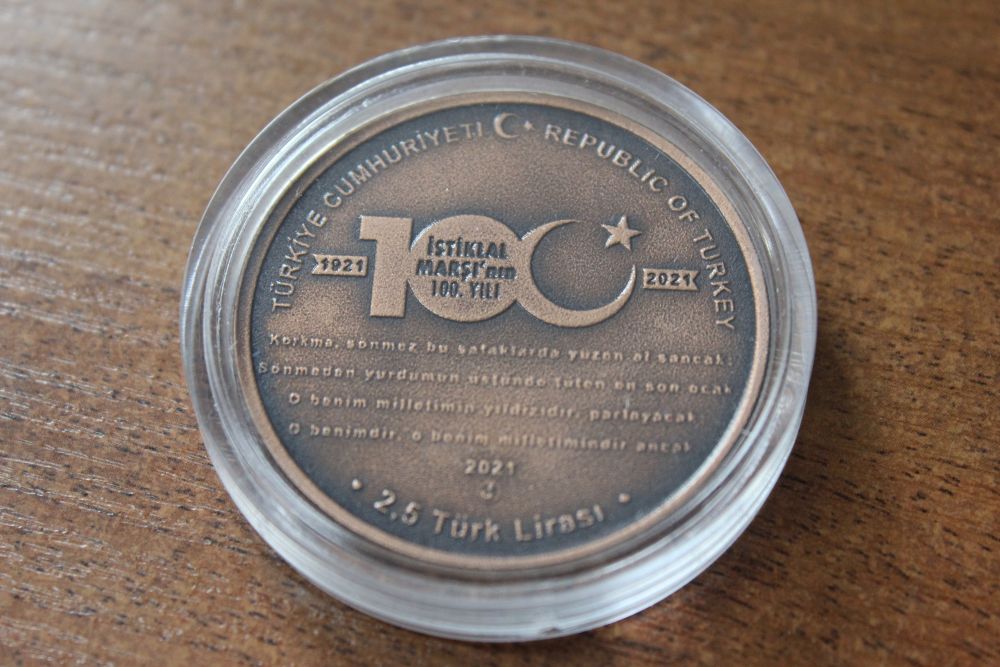 TÜRKİYE CUMHURİYETİ REPUBLIC OF TURKEY
100
1921
İSTİKLAL
MARŞI'nın
100. YILI
2021
Korkma, sönmez bu şafaklarda yüzen al sancak;
Sönmeden yurdumun üstünde tüten en son ocak
O benim milletimin yıldızıdır, parlayacak
O benimdir, o benim milletimindir ancak
2021
• 2,5 Türk Lirası •